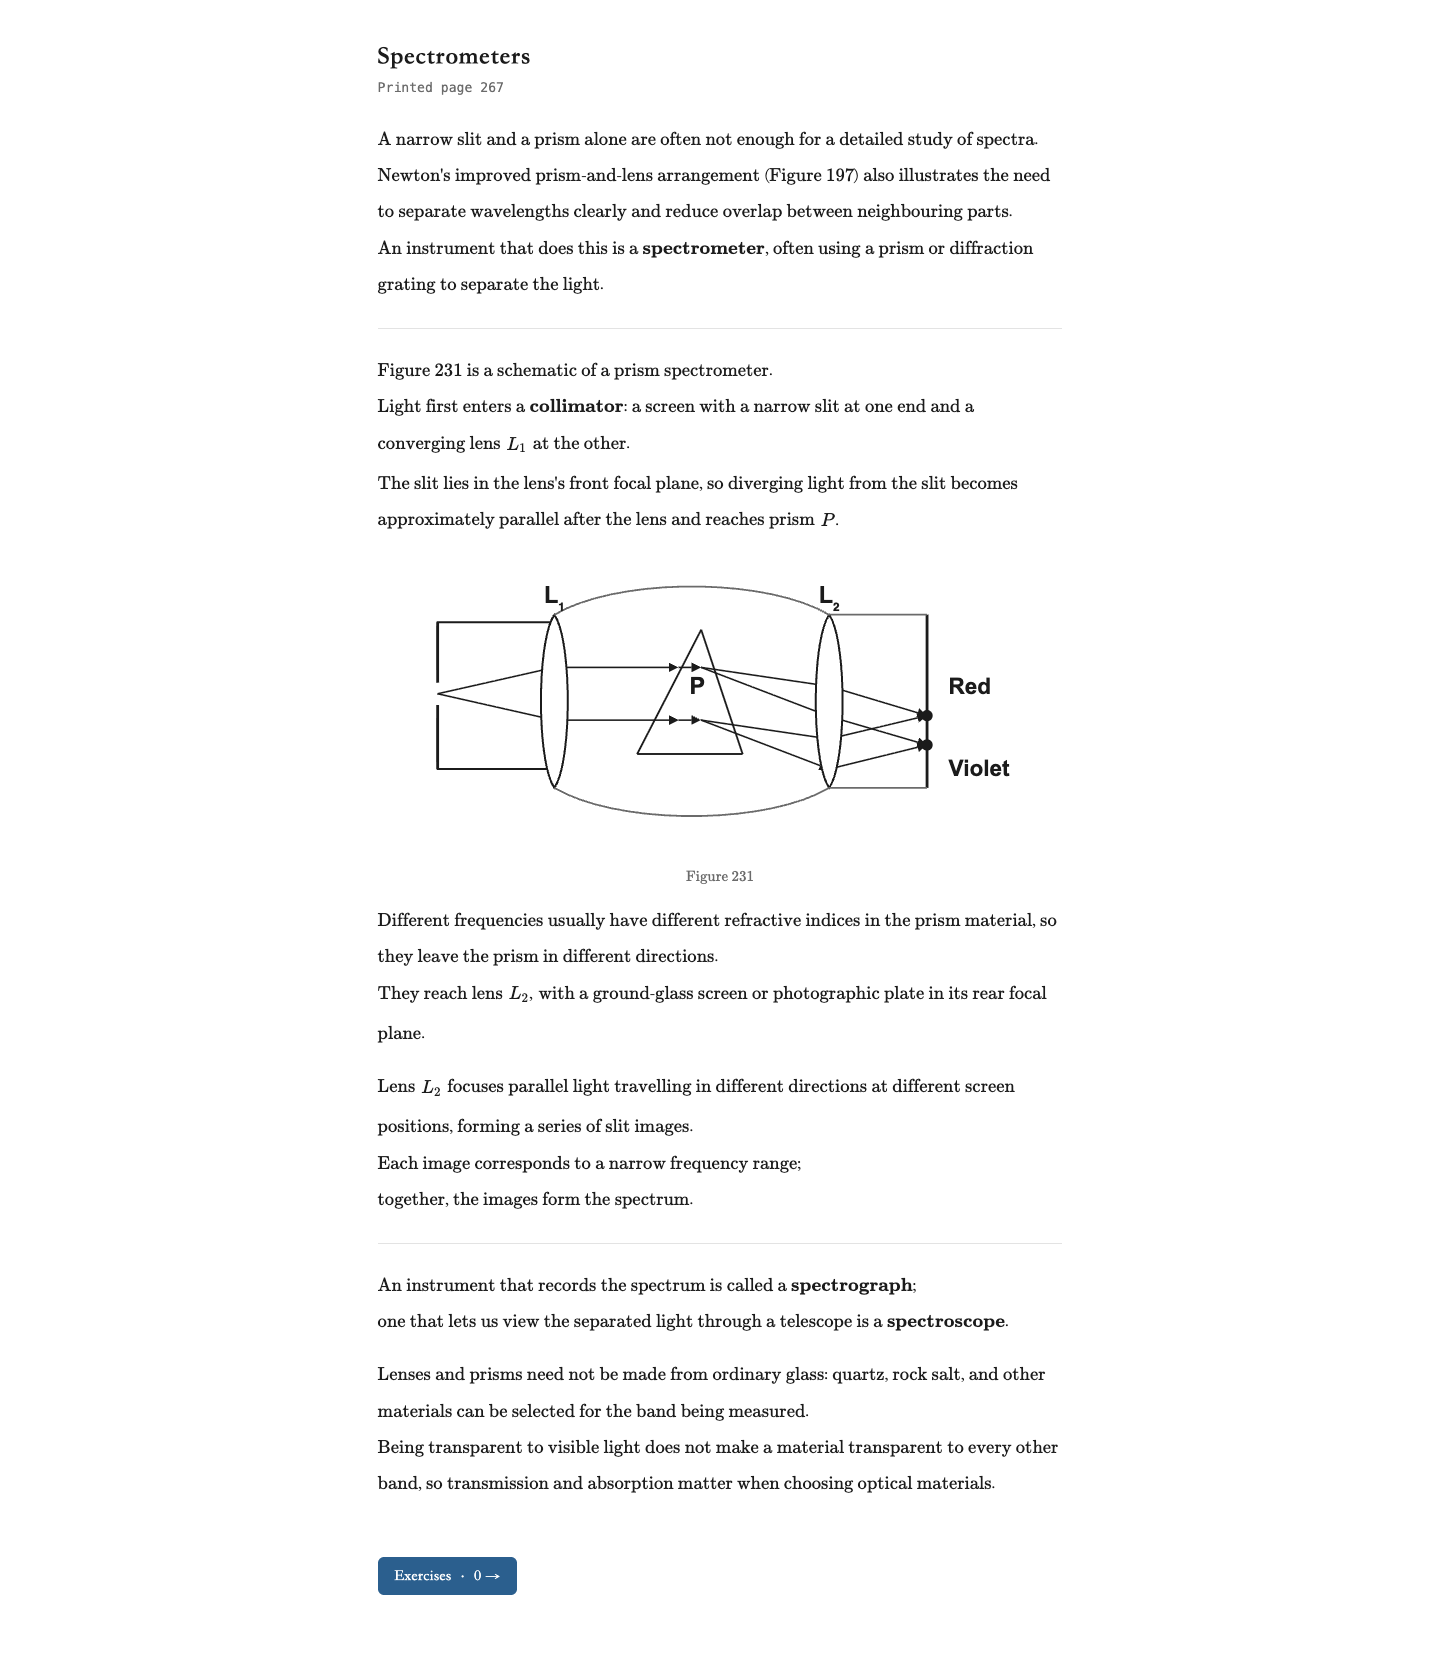 Spectrometers
Printed page 267
A narrow slit and a prism alone are often not enough for a detailed study of spectra.
Newton's improved prism-and-lens arrangement (Figure 197) also illustrates the need
to separate wavelengths clearly and reduce overlap between neighbouring parts.
An instrument that does this is a spectrometer, often using a prism or diffraction
grating to separate the light.
Figure 231 is a schematic of a prism spectrometer.
Light first enters a collimator: a screen with a narrow slit at one end and a
converging lens L₁ at the other.
The slit lies in the lens's front focal plane, so diverging light from the slit becomes
approximately parallel after the lens and reaches prism P.
L₁ L₂
P
Red
Violet
Figure 231
Different frequencies usually have different refractive indices in the prism material, so
they leave the prism in different directions.
They reach lens L₂, with a ground-glass screen or photographic plate in its rear focal
plane.
Lens L₂ focuses parallel light travelling in different directions at different screen
positions, forming a series of slit images.
Each image corresponds to a narrow frequency range;
together, the images form the spectrum.
An instrument that records the spectrum is called a spectrograph;
one that lets us view the separated light through a telescope is a spectroscope.
Lenses and prisms need not be made from ordinary glass: quartz, rock salt, and other
materials can be selected for the band being measured.
Being transparent to visible light does not make a material transparent to every other
band, so transmission and absorption matter when choosing optical materials.
Exercises · 0 →